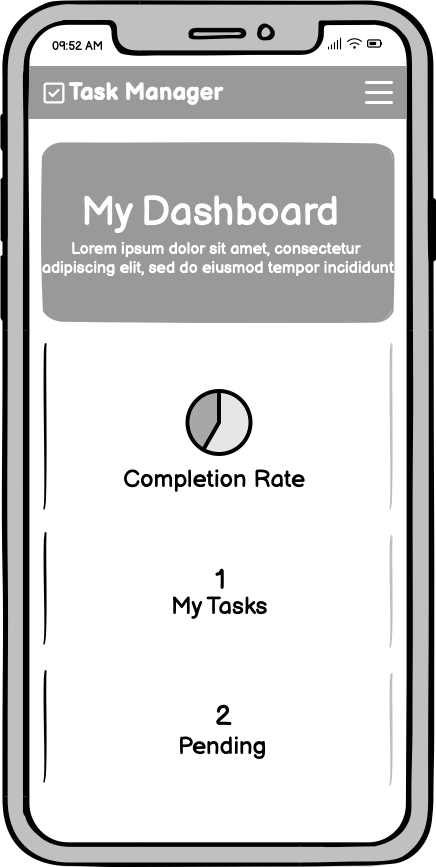 09:52 AM
Task Manager
My Dashboard
Lorem ipsum dolor sit amet, consectetur
adipiscing elit, sed do eiusmod tempor incididunt
Completion Rate
1
My Tasks
2
Pending